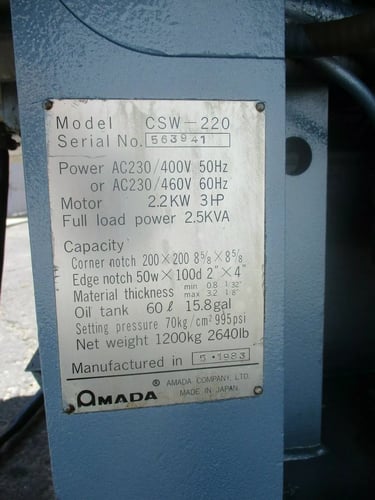 Model CSW-220
Serial No. 563941
Power AC230/400V 50Hz
or AC230/460V 60Hz
Motor 2.2KW 3HP
Full load power 2.5KVA
Capacity
Corner notch 200×200 8⅝×8⅝
Edge notch 50w×100d 2"×4"
Material thickness min 0.8 1/32" max 3.2 1/8"
Oil tank 60ℓ 15.8gal
Setting pressure 70kg/cm² 995psi
Net weight 1200kg 2640lb
Manufactured in 5·1983
® AMADA COMPANY, LTD.
AMADA MADE IN JAPAN